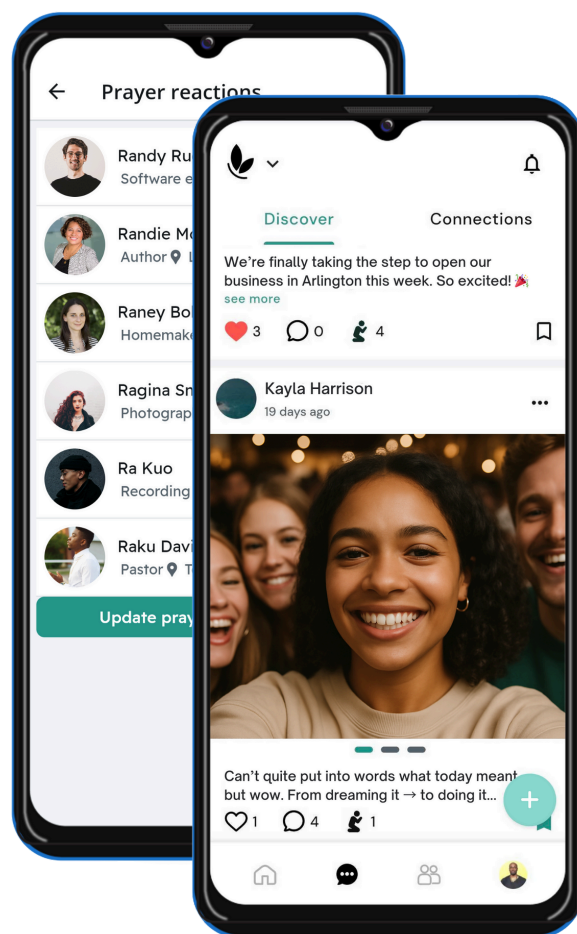 Prayer reactions
Randy
Software
Randie
Author
Raney
Homemak
Ragina
Photograp
Ra Kuo
Recording
Raku Davi
Pastor
Update pray
Discover
Connections
We’re finally taking the step to open our
business in Arlington this week. So excited! 🎉
see more
3
0
4
Kayla Harrison
19 days ago
Can’t quite put into words what today meant
but wow. From dreaming it → to doing it...
1
4
1